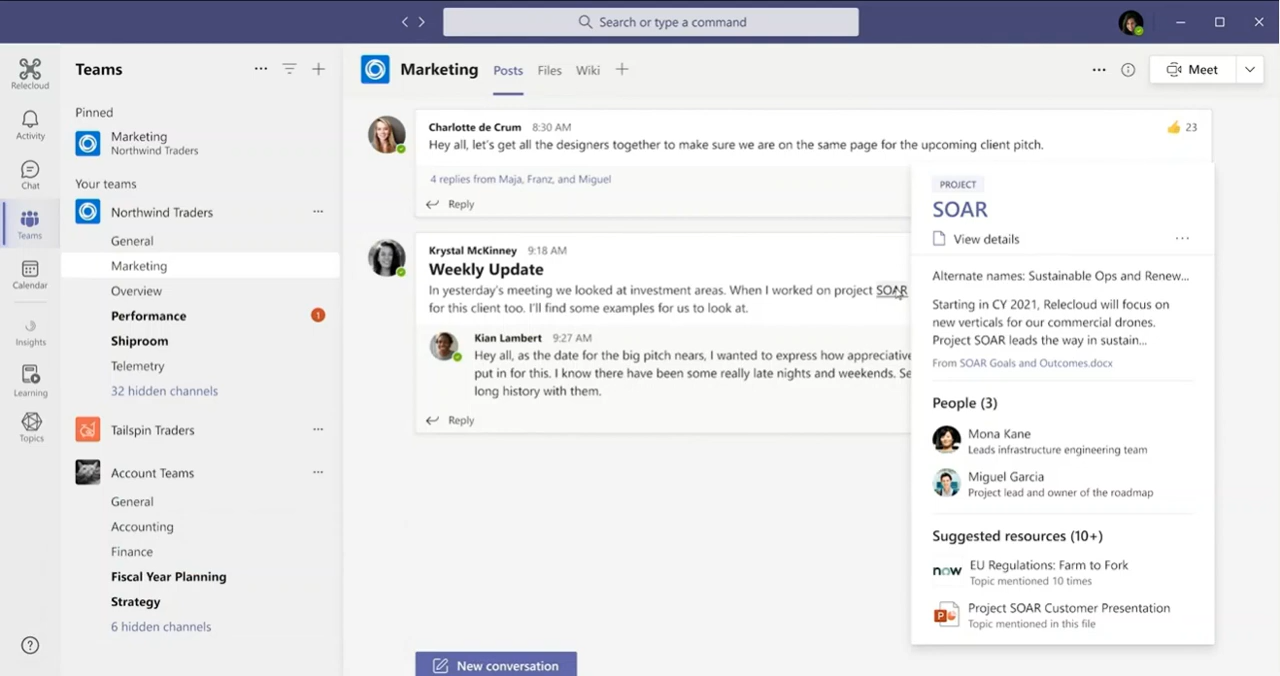 Search or type a command
Relecloud
Activity
Chat
Teams
Calendar
Insights
Learning
Topics
Teams
Pinned
Marketing
Northwind Traders
Your teams
Northwind Traders
General
Marketing
Overview
Performance
1
Shiproom
Telemetry
32 hidden channels
Tailspin Traders
Account Teams
General
Accounting
Finance
Fiscal Year Planning
Strategy
6 hidden channels
Marketing Posts Files Wiki
Meet
Charlotte de Crum 8:30 AM
23
Hey all, let's get all the designers together to make sure we are on the same page for the upcoming client pitch.
4 replies from Maja, Franz, and Miguel
Reply
Krystal McKinney 9:18 AM
Weekly Update
In yesterday's meeting we looked at investment areas. When I worked on project SOAR
for this client too. I'll find some examples for us to look at.
Kian Lambert 9:27 AM
Hey all, as the date for the big pitch nears, I wanted to express how appreciative
put in for this. I know there have been some really late nights and weekends. Se
long history with them.
Reply
New conversation
PROJECT
SOAR
View details
Alternate names: Sustainable Ops and Renew...
Starting in CY 2021, Relecloud will focus on
new verticals for our commercial drones.
Project SOAR leads the way in sustain...
From SOAR Goals and Outcomes.docx
People (3)
Mona Kane
Leads infrastructure engineering team
Miguel Garcia
Project lead and owner of the roadmap
Suggested resources (10+)
now
EU Regulations: Farm to Fork
Topic mentioned 10 times
P
Project SOAR Customer Presentation
Topic mentioned in this file